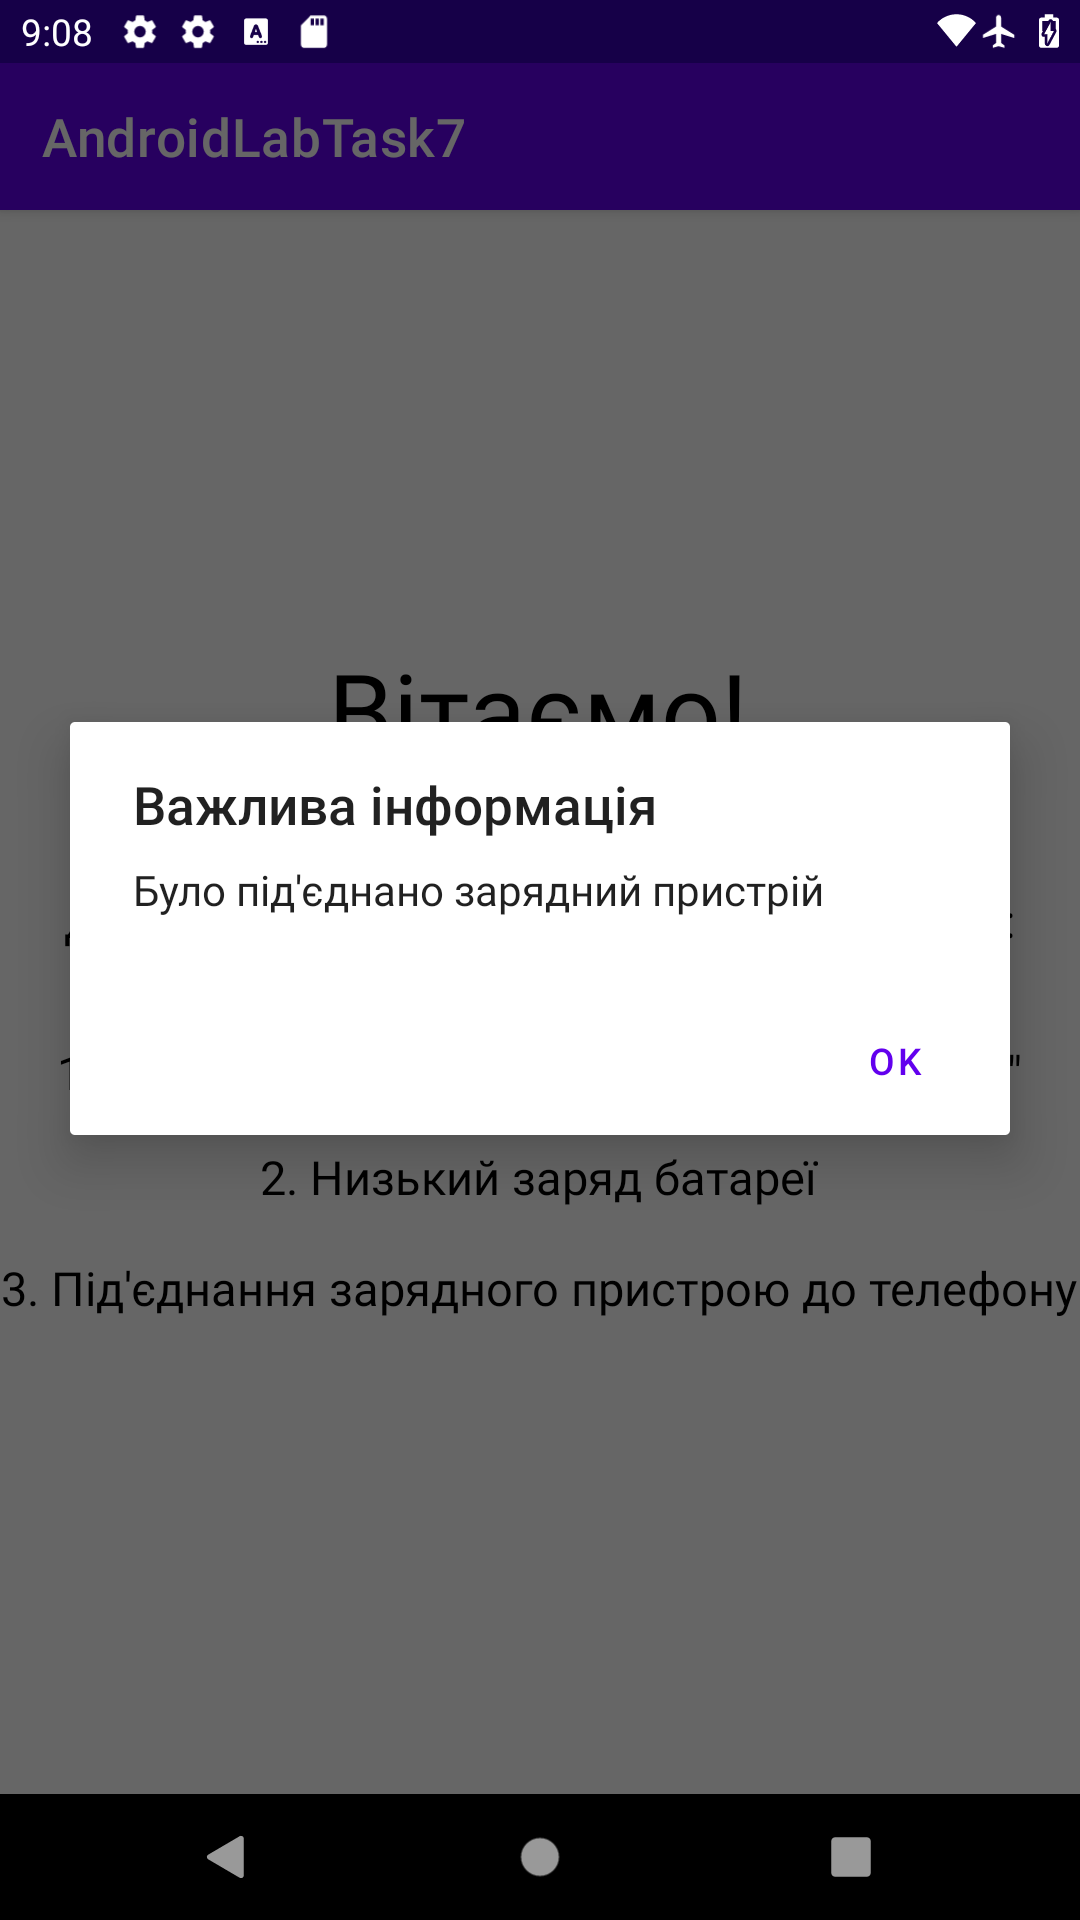 9:08
AndroidLabTask7
Вітаємо!
Важлива інформація
Було під'єднано зарядний пристрій
OK
2. Низький заряд батареї
3. Під'єднання зарядного пристрою до телефону